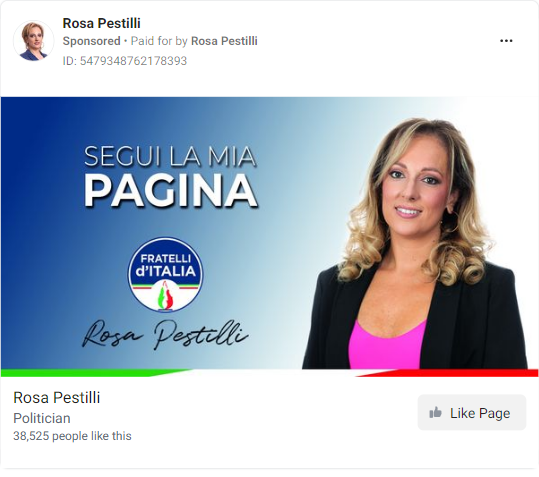 Rosa Pestilli
Sponsored • Paid for by Rosa Pestilli
ID: 5479348762178393
SEGUI LA MIA
PAGINA
FRATELLI
d'ITALIA
Rosa Pestilli
Rosa Pestilli
Politician
38,525 people like this
Like Page